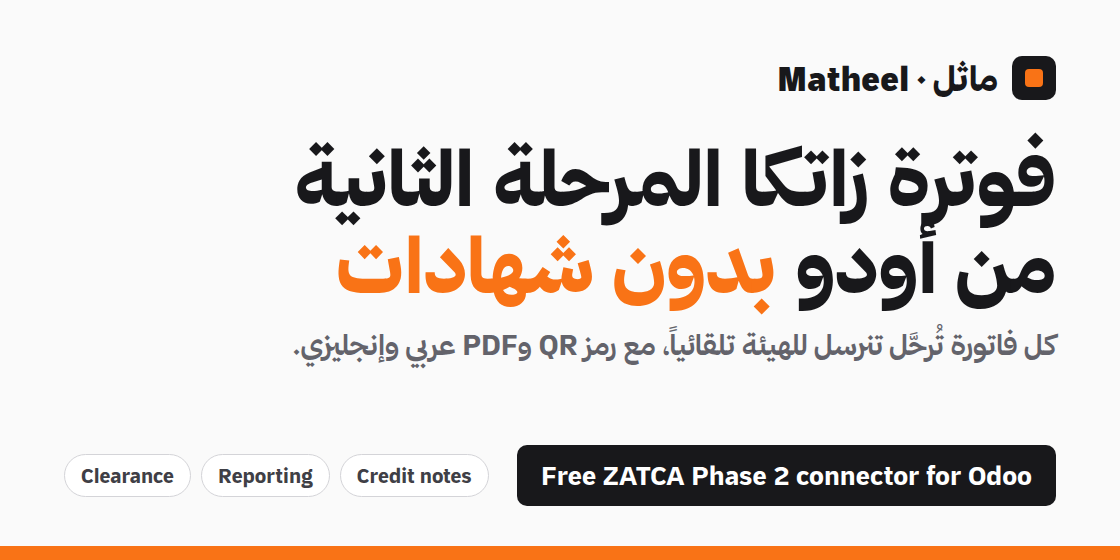 ماثل · Matheel
فوترة زاتكا المرحلة الثانية
من أودو بدون شهادات
كل فاتورة تُرحَّل تنرسل للهيئة تلقائياً، مع رمز QR وPDF عربي وإنجليزي.
Free ZATCA Phase 2 connector for Odoo
Credit notes
Reporting
Clearance